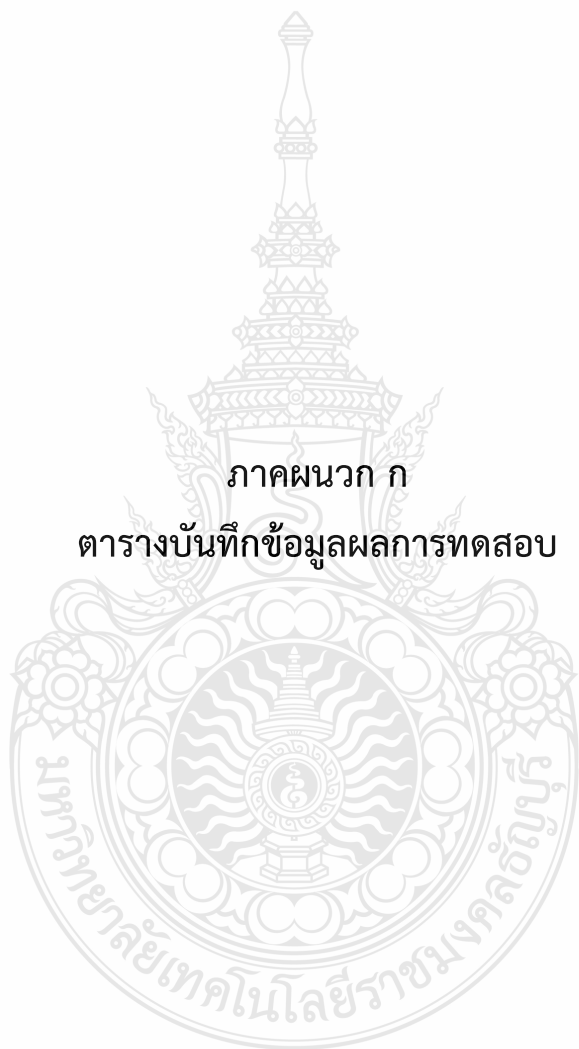 ภาคผนวก ก
ตารางบันทึกข้อมูลผลการทดสอบ
มหาวิทยาลัยเทคโนโลยีราชมงคลธัญบุรี